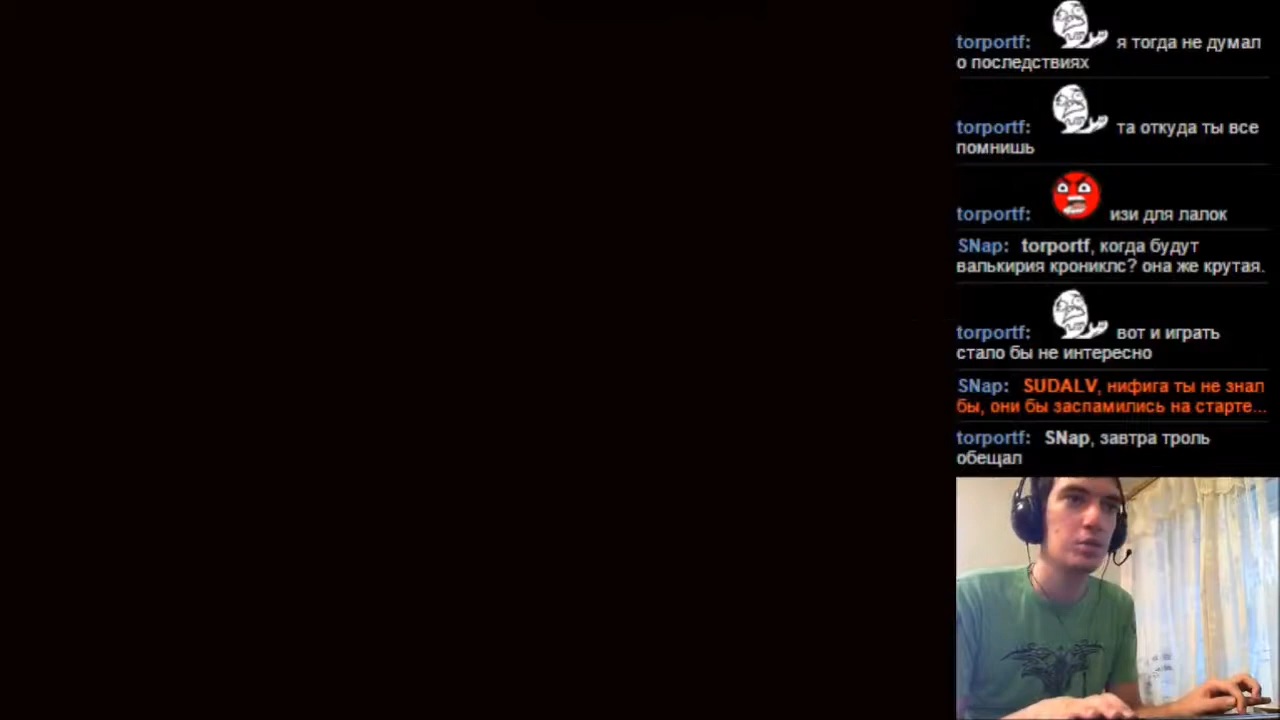 torportf: я тогда не думал
о последствиях
torportf: та откуда ты все
помнишь
torportf: изи для лалок
SNap: torportf, когда будут
валькирия крониклс? она же крутая.
torportf: вот и играть
стало бы не интересно
SNap: SUDALV, нифига ты не знал
бы, они бы заспамились на старте...
torportf: SNap, завтра троль
обещал